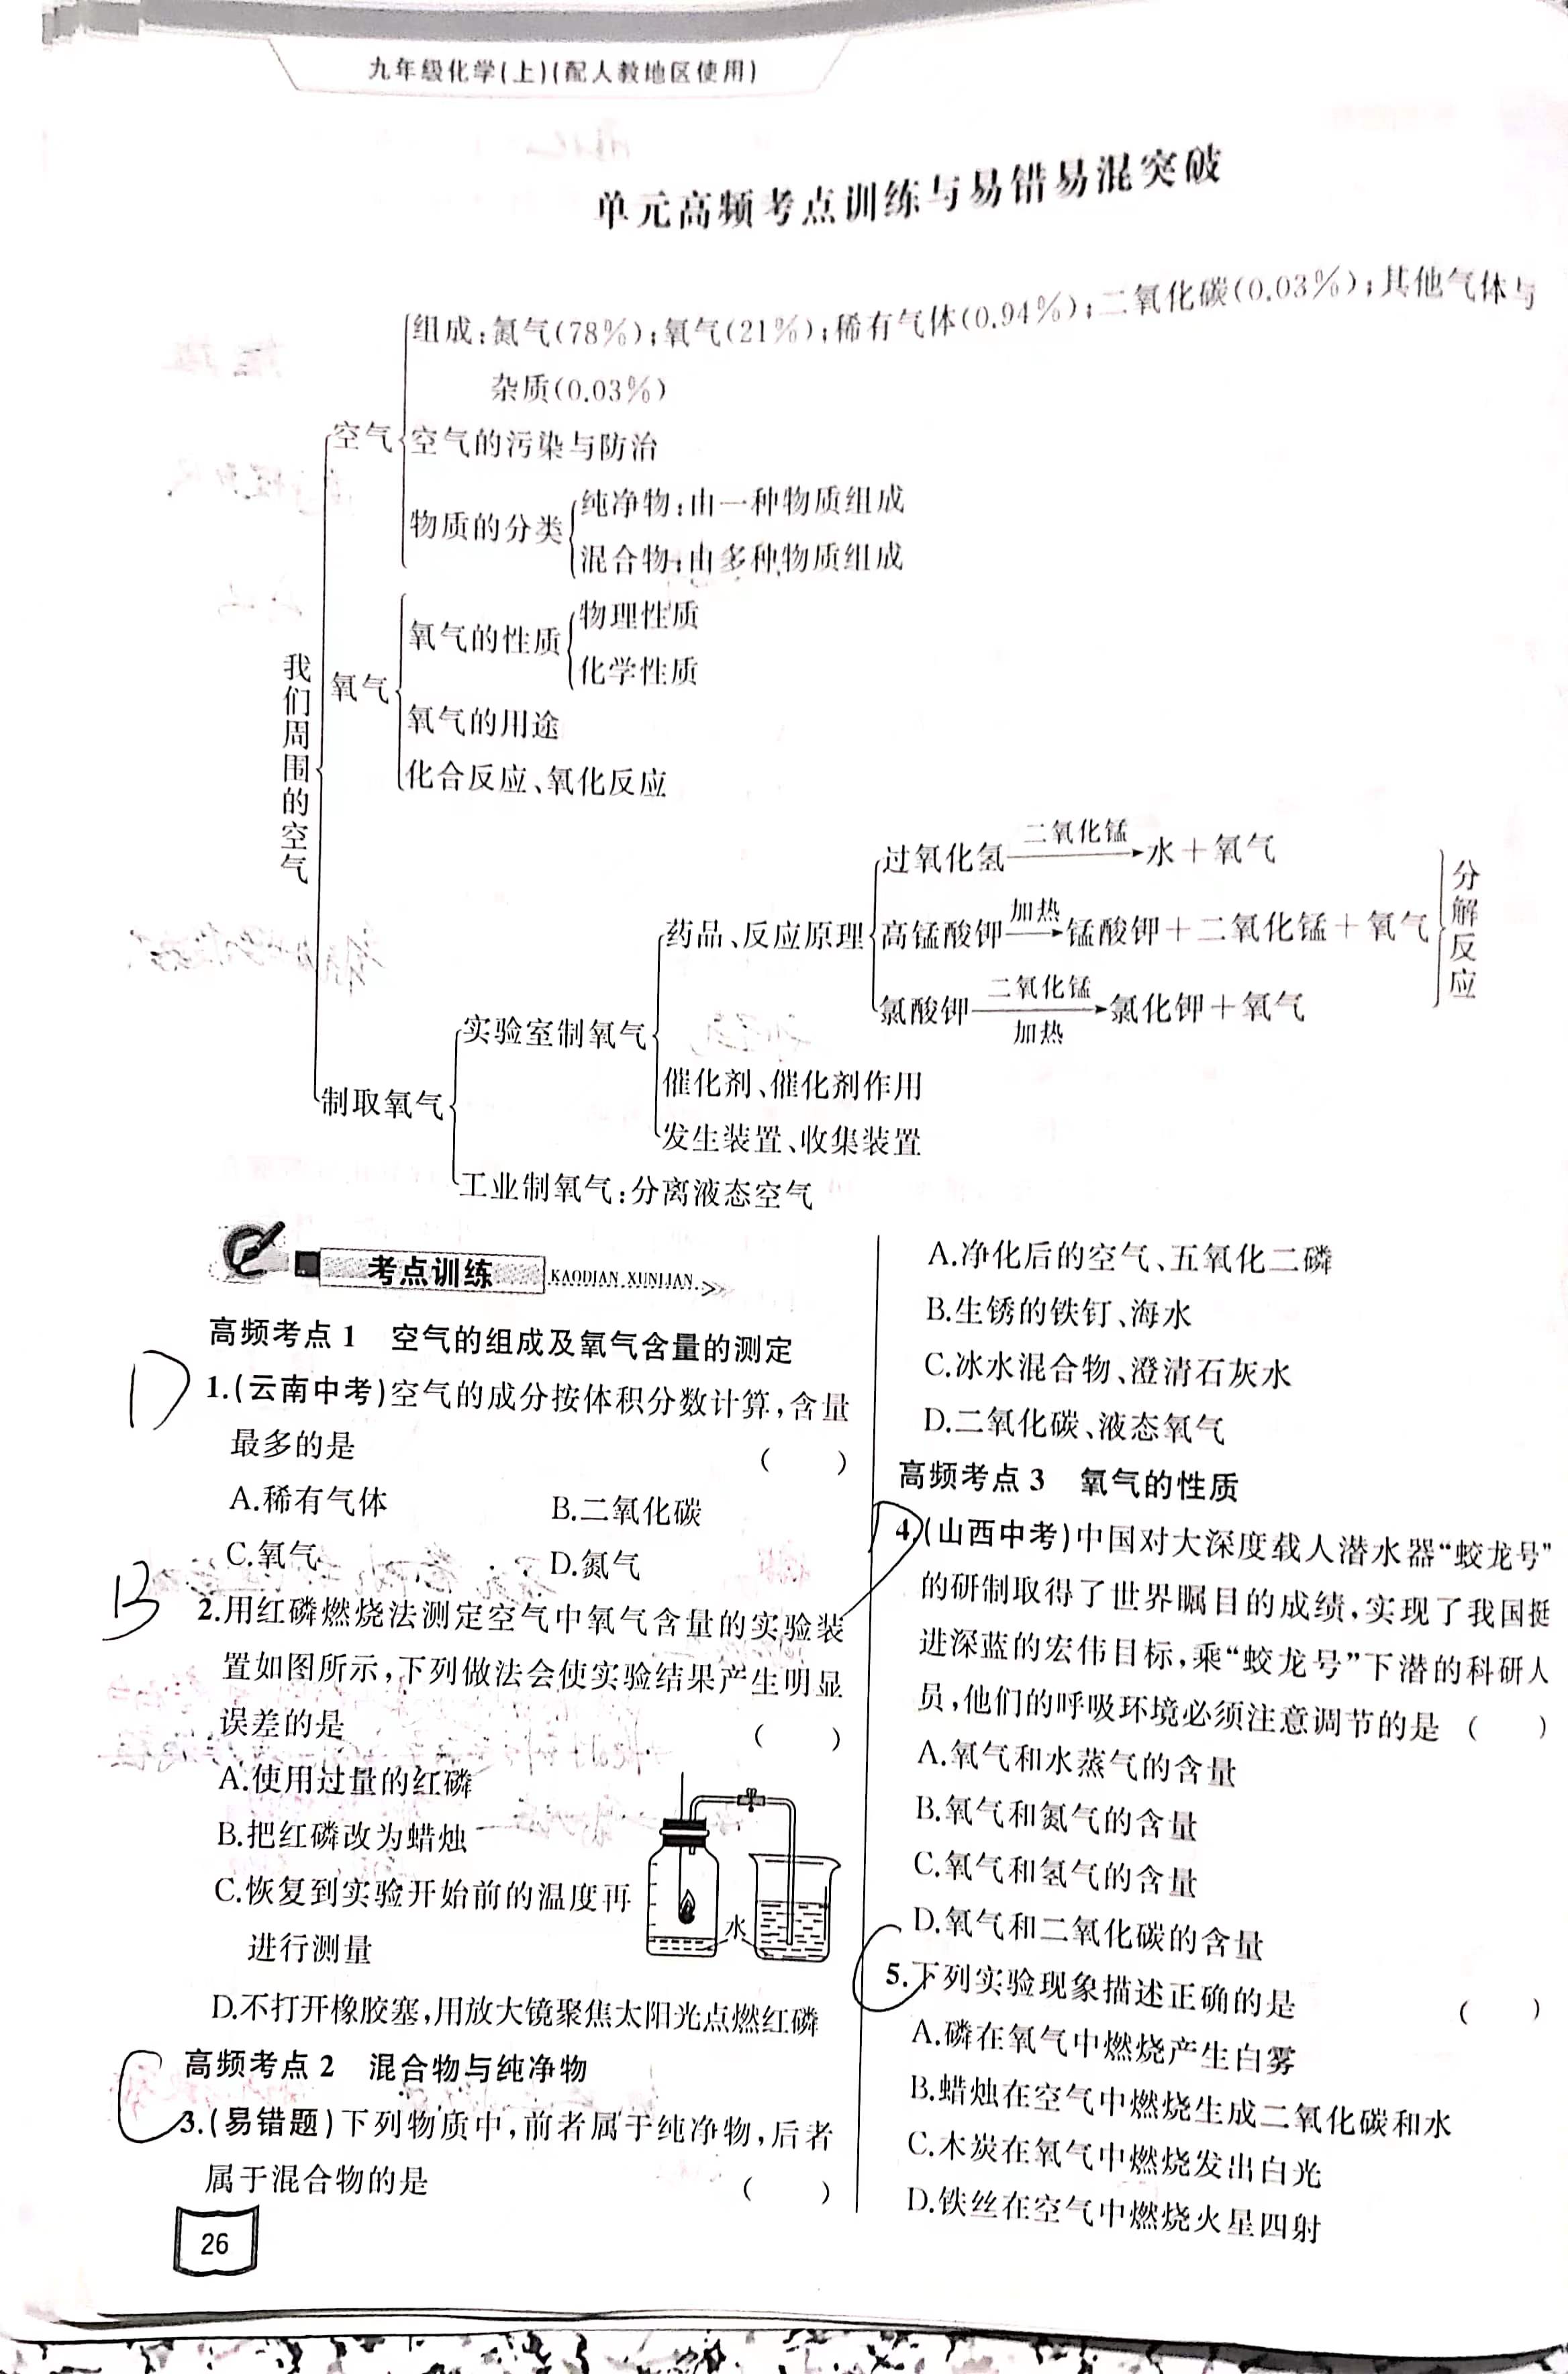 九年级化学(上)(配人教地区使用)
单元高频考点训练与易错易混突破
组成:氮气(78%);氧气(21%);稀有气体(0.94%);二氧化碳(0.03%);其他气体与
杂质(0.03%)
空气
空气的污染与防治
物质的分类
纯净物:由一种物质组成
混合物:由多种物质组成
我们周围的空气
氧气
氧气的性质
物理性质
化学性质
氧气的用途
化合反应、氧化反应
制取氧气
实验室制氧气
药品、反应原理
过氧化氢 二氧化锰 水+氧气
高锰酸钾 加热 锰酸钾+二氧化锰+氧气
氯酸钾 二氧化锰 加热 氯化钾+氧气
分解反应
催化剂、催化剂作用
发生装置、收集装置
工业制氧气:分离液态空气
考点训练 KAODIAN XUNLIAN
高频考点1 空气的组成及氧气含量的测定
D 1.(云南中考)空气的成分按体积分数计算,含量
最多的是 ( )
A.稀有气体 B.二氧化碳
C.氧气 D.氮气
B 2.用红磷燃烧法测定空气中氧气含量的实验装
置如图所示,下列做法会使实验结果产生明显
误差的是 ( )
A.使用过量的红磷
B.把红磷改为蜡烛
C.恢复到实验开始前的温度再
进行测量
水
D.不打开橡胶塞,用放大镜聚焦太阳光点燃红磷
高频考点2 混合物与纯净物
C 3.(易错题)下列物质中,前者属于纯净物,后者
属于混合物的是 ( )
26
A.净化后的空气、五氧化二磷
B.生锈的铁钉、海水
C.冰水混合物、澄清石灰水
D.二氧化碳、液态氧气
高频考点3 氧气的性质
D 4.(山西中考)中国对大深度载人潜水器“蛟龙号”
的研制取得了世界瞩目的成绩,实现了我国挺
进深蓝的宏伟目标,乘“蛟龙号”下潜的科研人
员,他们的呼吸环境必须注意调节的是 ( )
A.氧气和水蒸气的含量
B.氧气和氮气的含量
C.氧气和氢气的含量
D.氧气和二氧化碳的含量
C 5.下列实验现象描述正确的是 ( )
A.磷在氧气中燃烧产生白雾
B.蜡烛在空气中燃烧生成二氧化碳和水
C.木炭在氧气中燃烧发出白光
D.铁丝在空气中燃烧火星四射